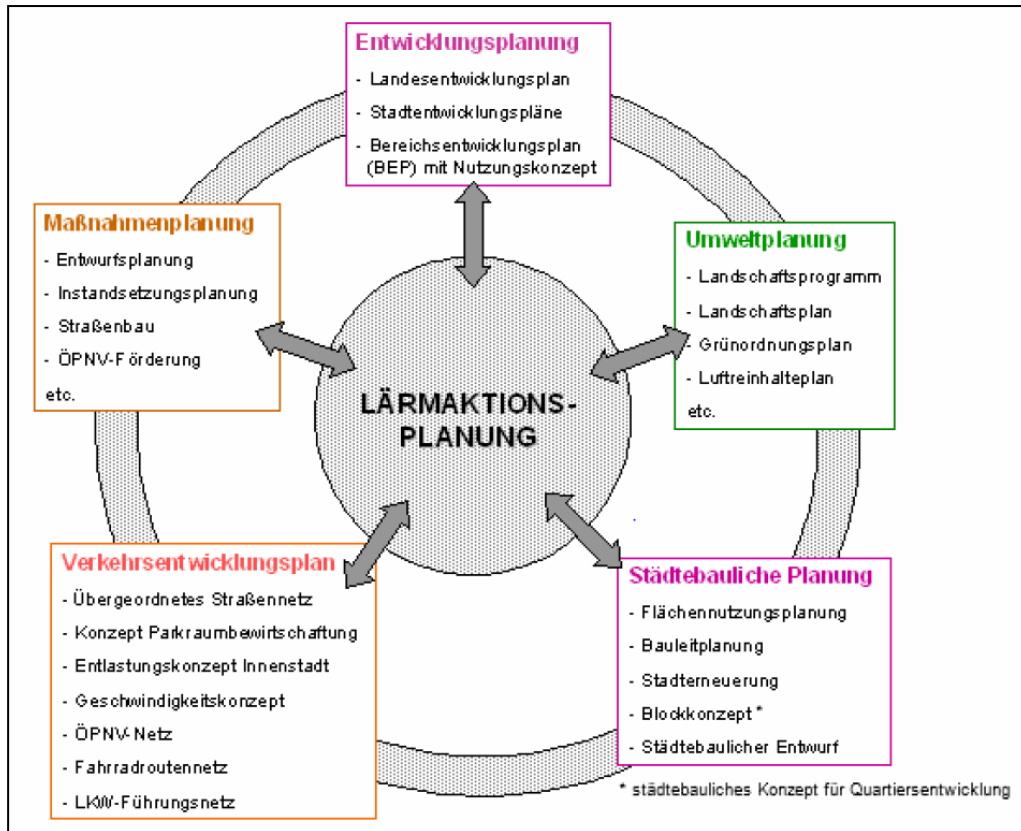 Entwicklungsplanung
- Landesentwicklungsplan
- Stadtentwicklungspläne
- Bereichsentwicklungsplan
(BEP) mit Nutzungskonzept
Maßnahmenplanung
- Entwurfsplanung
- Instandsetzungsplanung
- Straßenbau
- ÖPNV-Förderung
etc.
Umweltplanung
- Landschaftsprogramm
- Landschaftsplan
- Grünordnungsplan
- Luftreinhalteplan
etc.
LÄRMAKTIONS-
PLANUNG
Verkehrsentwicklungsplan
- Übergeordnetes Straßennetz
- Konzept Parkraumbewirtschaftung
- Entlastungskonzept Innenstadt
- Geschwindigkeitskonzept
- ÖPNV-Netz
- Fahrradroutennetz
- LKW-Führungsnetz
Städtebauliche Planung
- Flächennutzungsplanung
- Bauleitplanung
- Stadterneuerung
- Blockkonzept *
- Städtebaulicher Entwurf
* städtebauliches Konzept für Quartiersentwicklung